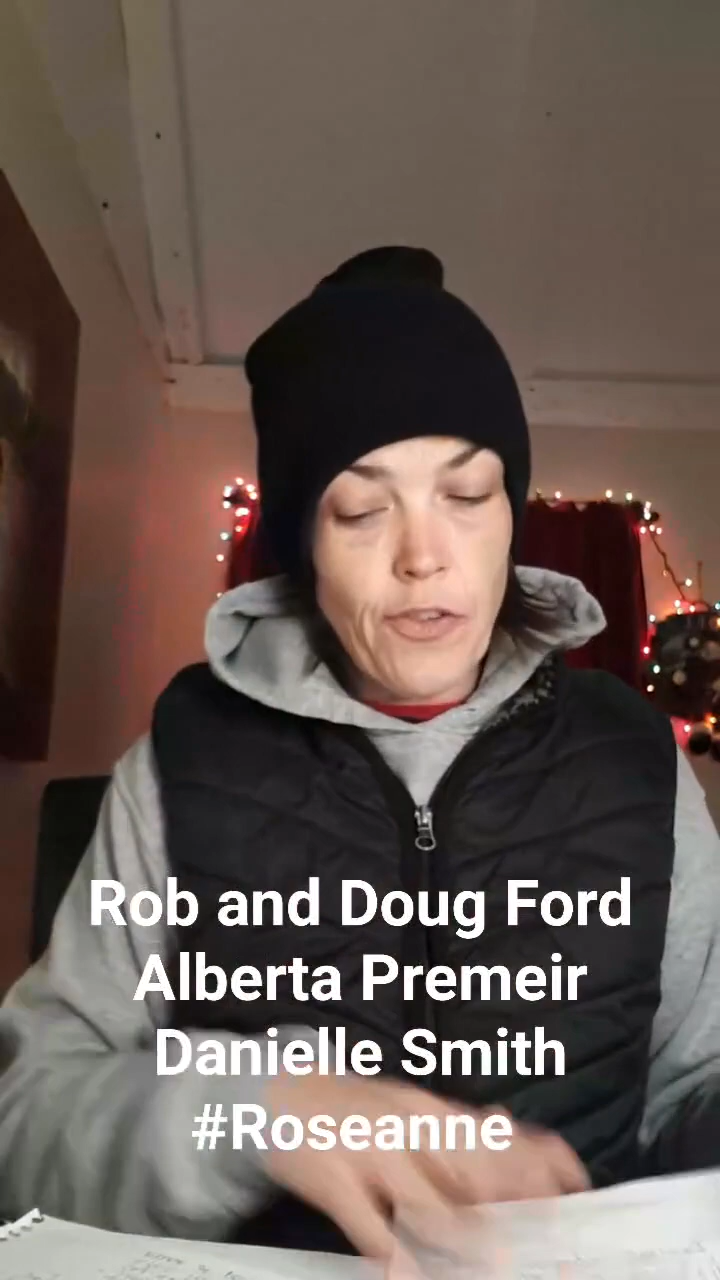 Rob and Doug Ford
Alberta Premeir
Danielle Smith
#Roseanne